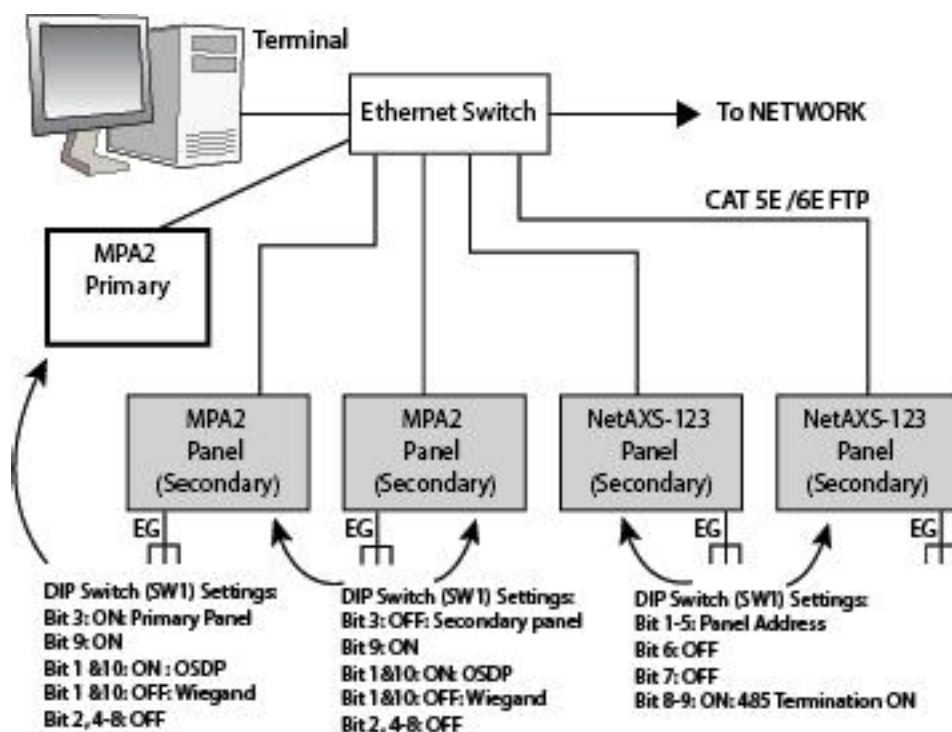 Terminal
Ethernet Switch
To NETWORK
CAT 5E /6E FTP
MPA2
Primary
MPA2
Panel
(Secondary)
MPA2
Panel
(Secondary)
NetAXS-123
Panel
(Secondary)
NetAXS-123
Panel
(Secondary)
EG
EG
EG
EG
DIP Switch (SW1) Settings:
Bit 3: ON: Primary Panel
Bit 9: ON
Bit 1 &10: ON : OSDP
Bit 1 &10: OFF: Wiegand
Bit 2, 4-8: OFF
DIP Switch (SW1) Settings:
Bit 3: OFF: Secondary panel
Bit 9: ON
Bit 1&10: ON: OSDP
Bit 1&10: OFF: Wiegand
Bit 2, 4-8: OFF
DIP Switch (SW1) Settings:
Bit 1-5: Panel Address
Bit 6: OFF
Bit 7: OFF
Bit 8-9: ON: 485 Termination ON